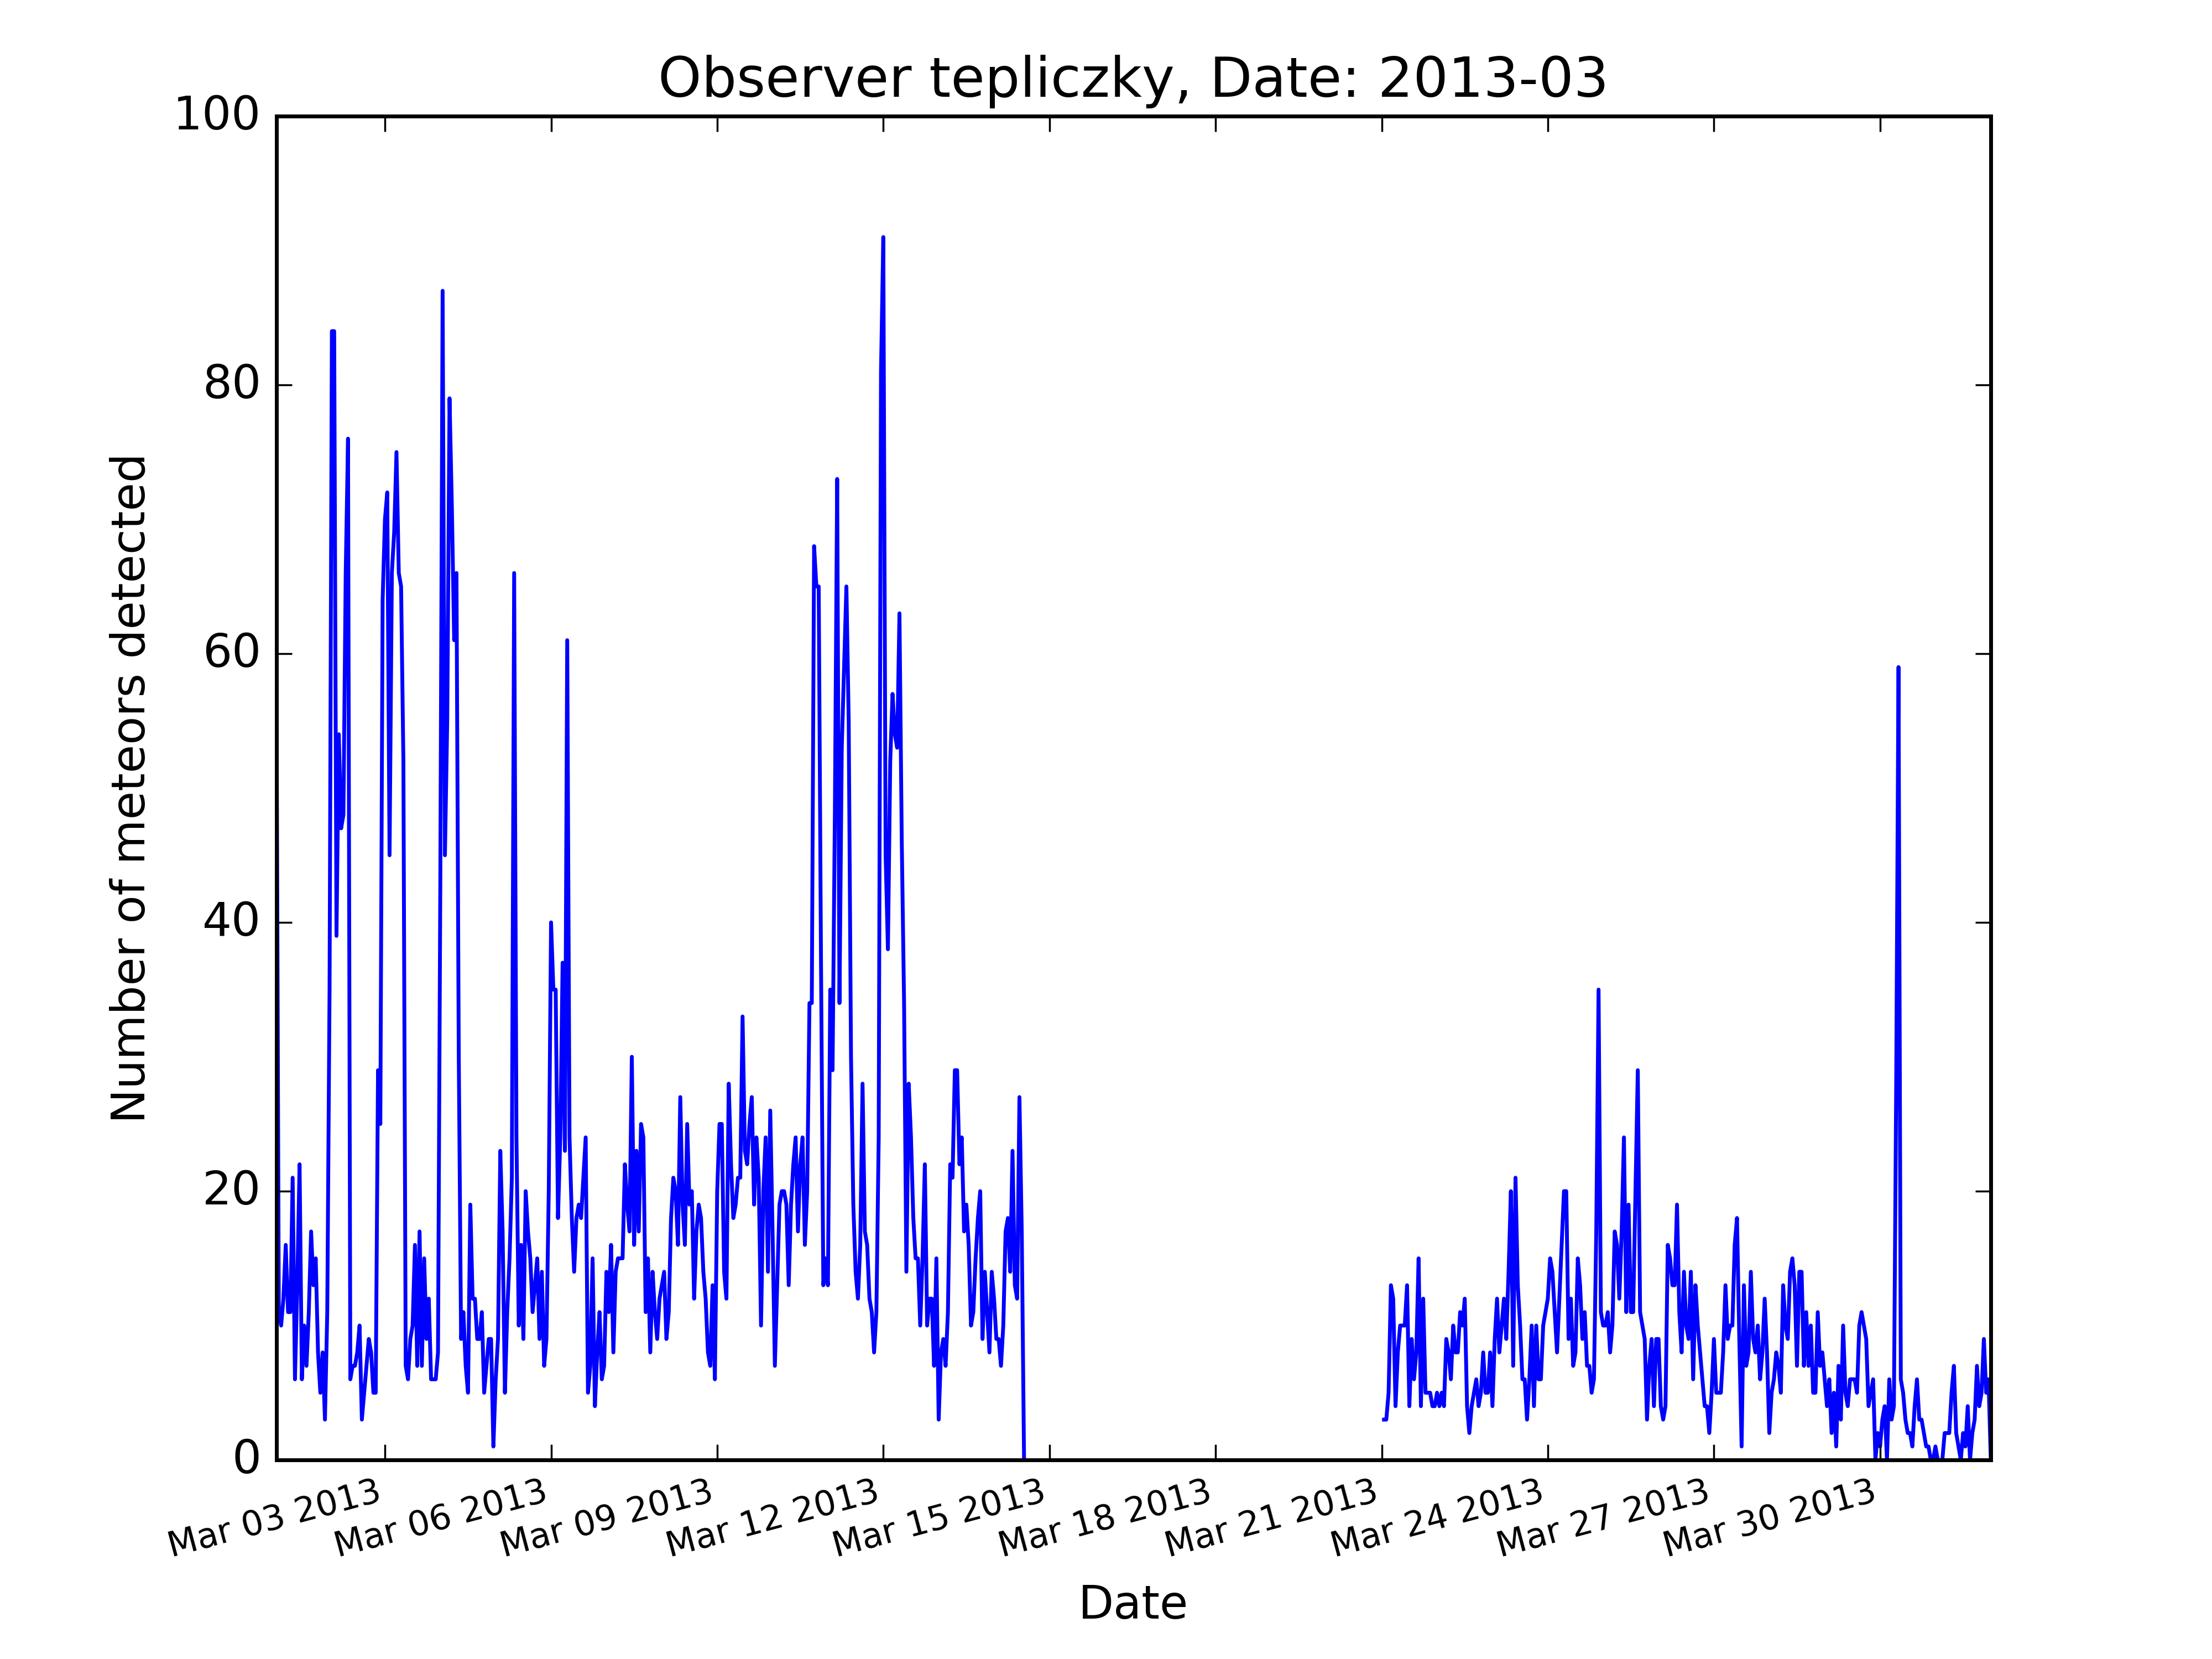 Observer tepliczky, Date: 2013-03
100
80
60
40
20
0
Number of meteors detected
Mar 03 2013
Mar 06 2013
Mar 09 2013
Mar 12 2013
Mar 15 2013
Mar 18 2013
Mar 21 2013
Mar 24 2013
Mar 27 2013
Mar 30 2013
Date